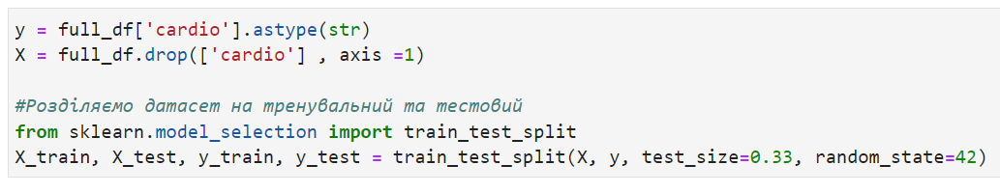 y = full_df['cardio'].astype(str)
X = full_df.drop(['cardio'] , axis =1)
#Розділяємо датасет на тренувальний та тестовий
from sklearn.model_selection import train_test_split
X_train, X_test, y_train, y_test = train_test_split(X, y, test_size=0.33, random_state=42)